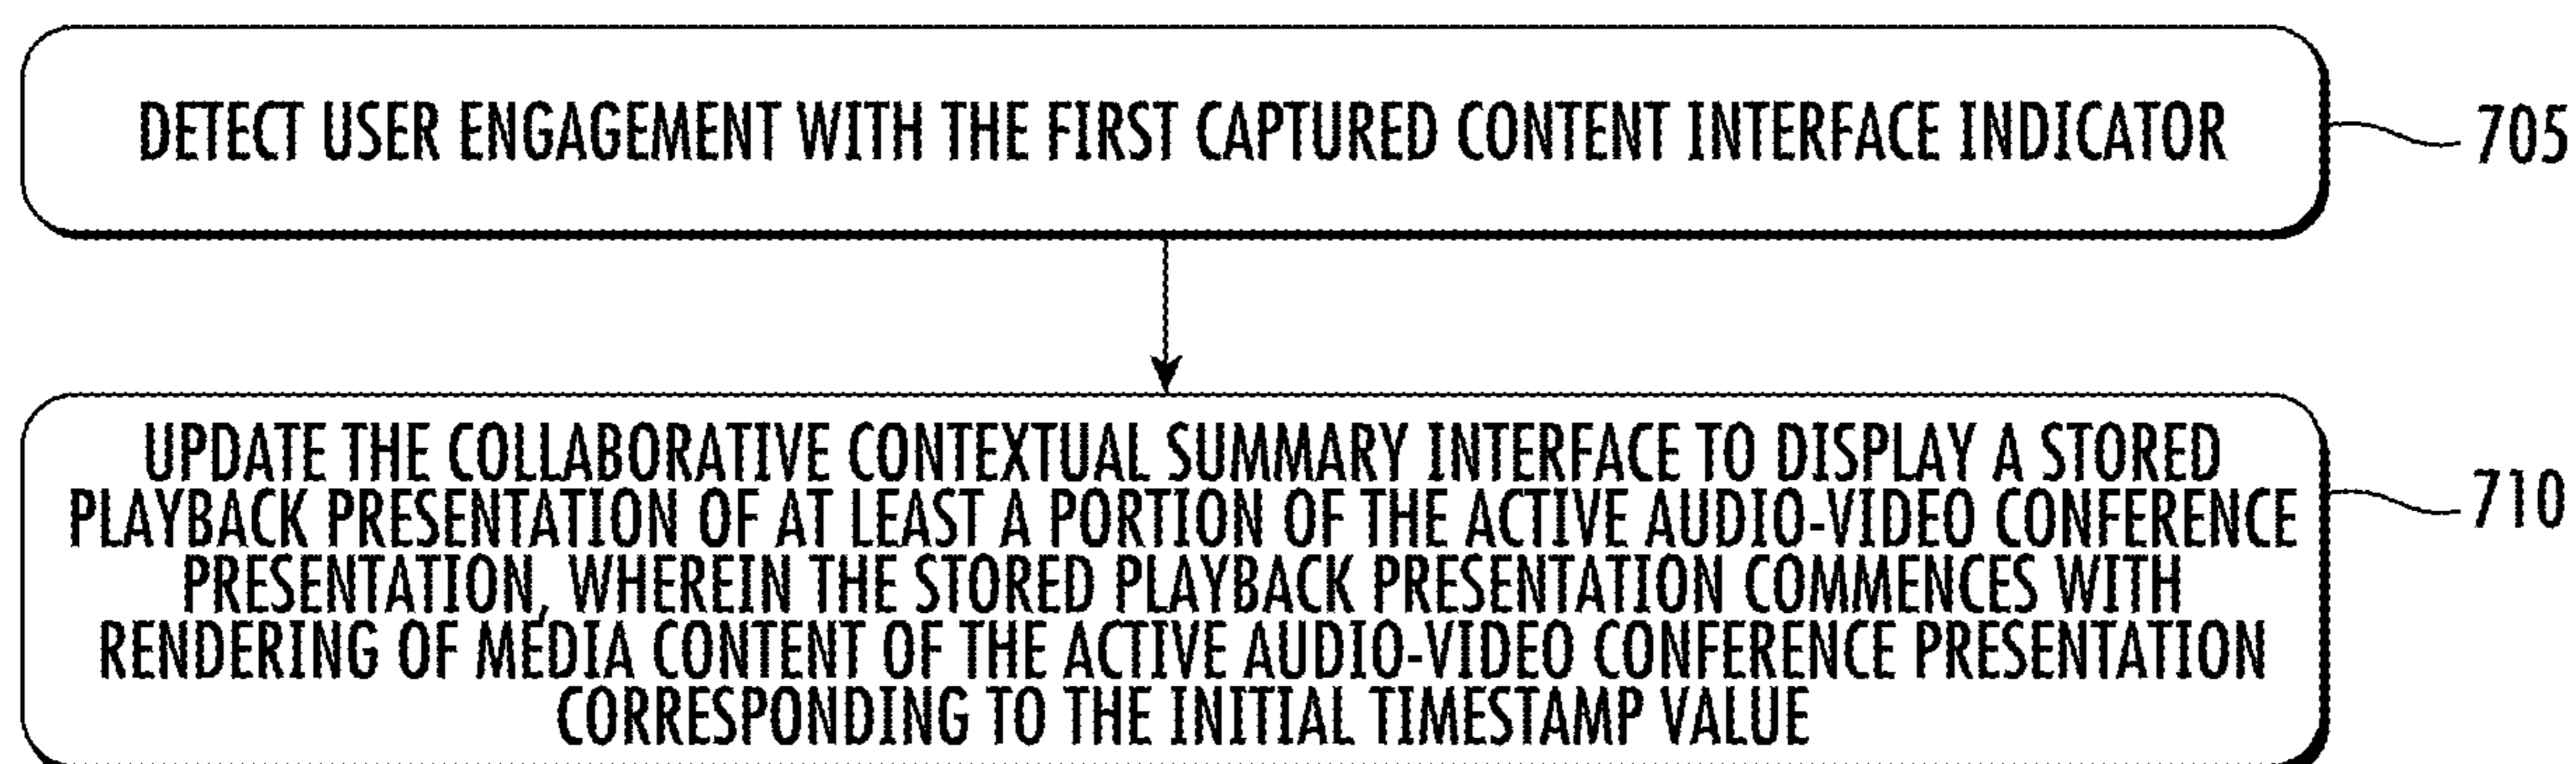 DETECT USER ENGAGEMENT WITH THE FIRST CAPTURED CONTENT INTERFACE INDICATOR
705
UPDATE THE COLLABORATIVE CONTEXTUAL SUMMARY INTERFACE TO DISPLAY A STORED
PLAYBACK PRESENTATION OF AT LEAST A PORTION OF THE ACTIVE AUDIO-VIDEO CONFERENCE
PRESENTATION, WHEREIN THE STORED PLAYBACK PRESENTATION COMMENCES WITH
RENDERING OF MEDIA CONTENT OF THE ACTIVE AUDIO-VIDEO CONFERENCE PRESENTATION
CORRESPONDING TO THE INITIAL TIMESTAMP VALUE
710